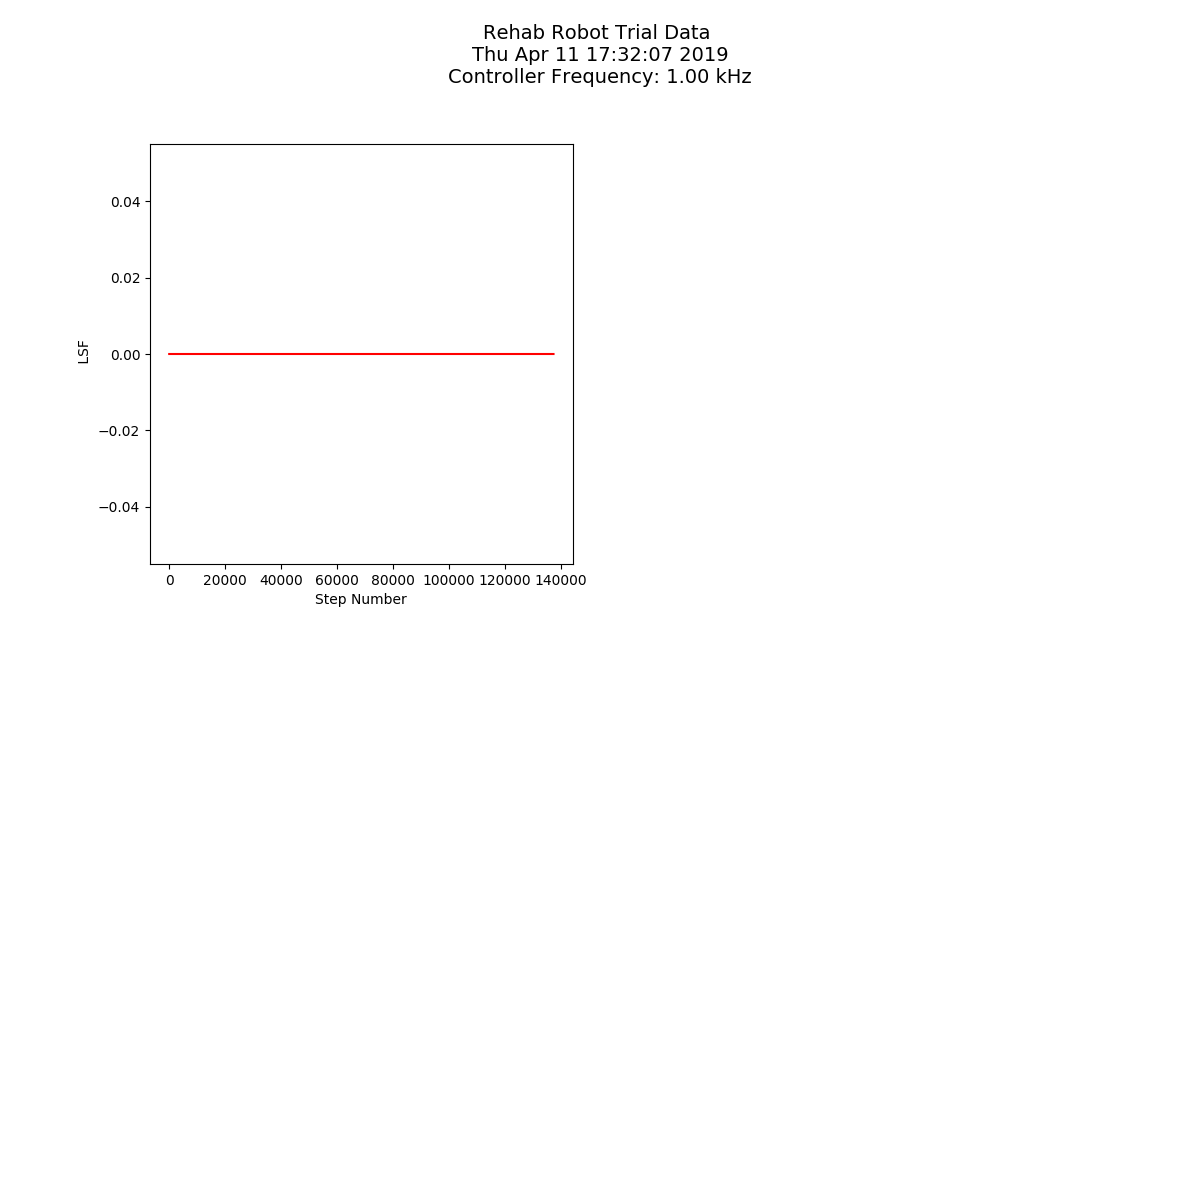 Rehab Robot Trial Data
Thu Apr 11 17:32:07 2019
Controller Frequency: 1.00 kHz
0.04
0.02
0.00
−0.02
−0.04
LSF
0 20000 40000 60000 80000 100000 120000 140000
Step Number